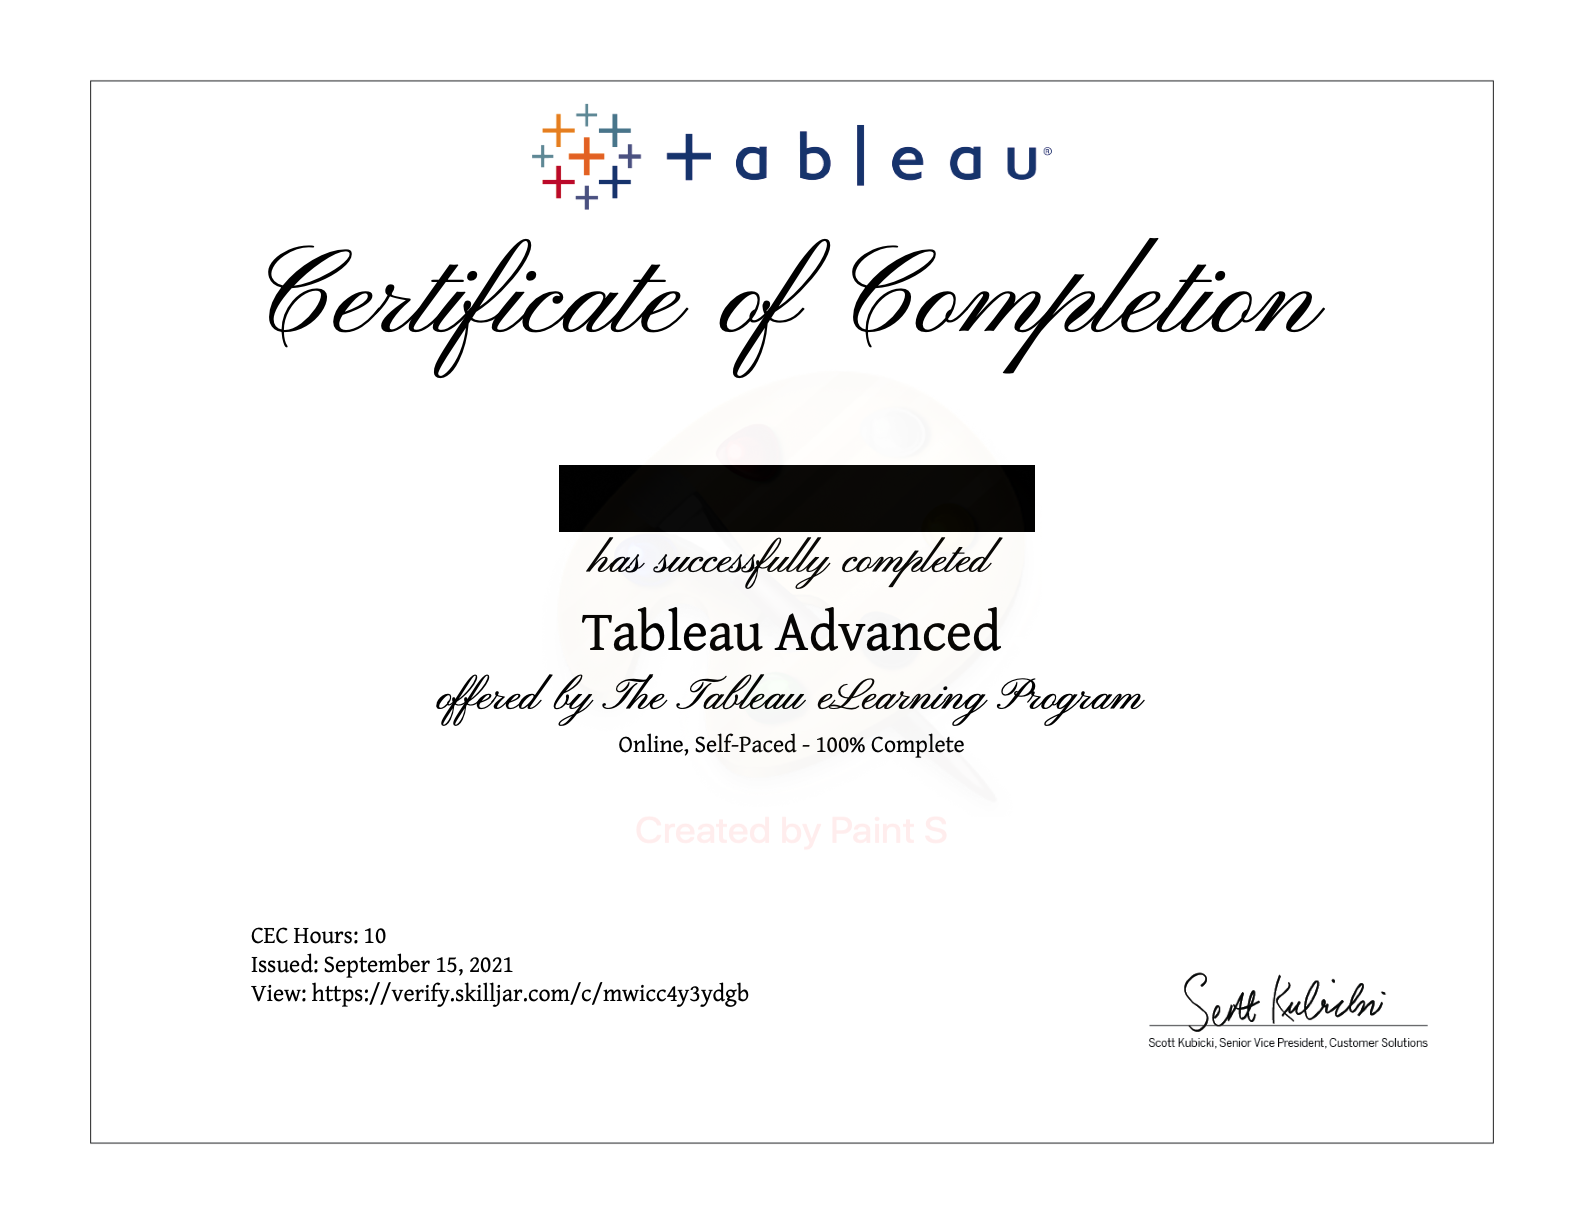 tableau®
Certificate of Completion
has successfully completed
Tableau Advanced
offered by The Tableau eLearning Program
Online, Self-Paced - 100% Complete
Created by Paint S
CEC Hours: 10
Issued: September 15, 2021
View: https://verify.skilljar.com/c/mwicc4y3ydgb
Scott Kubicki
Scott Kubicki, Senior Vice President, Customer Solutions